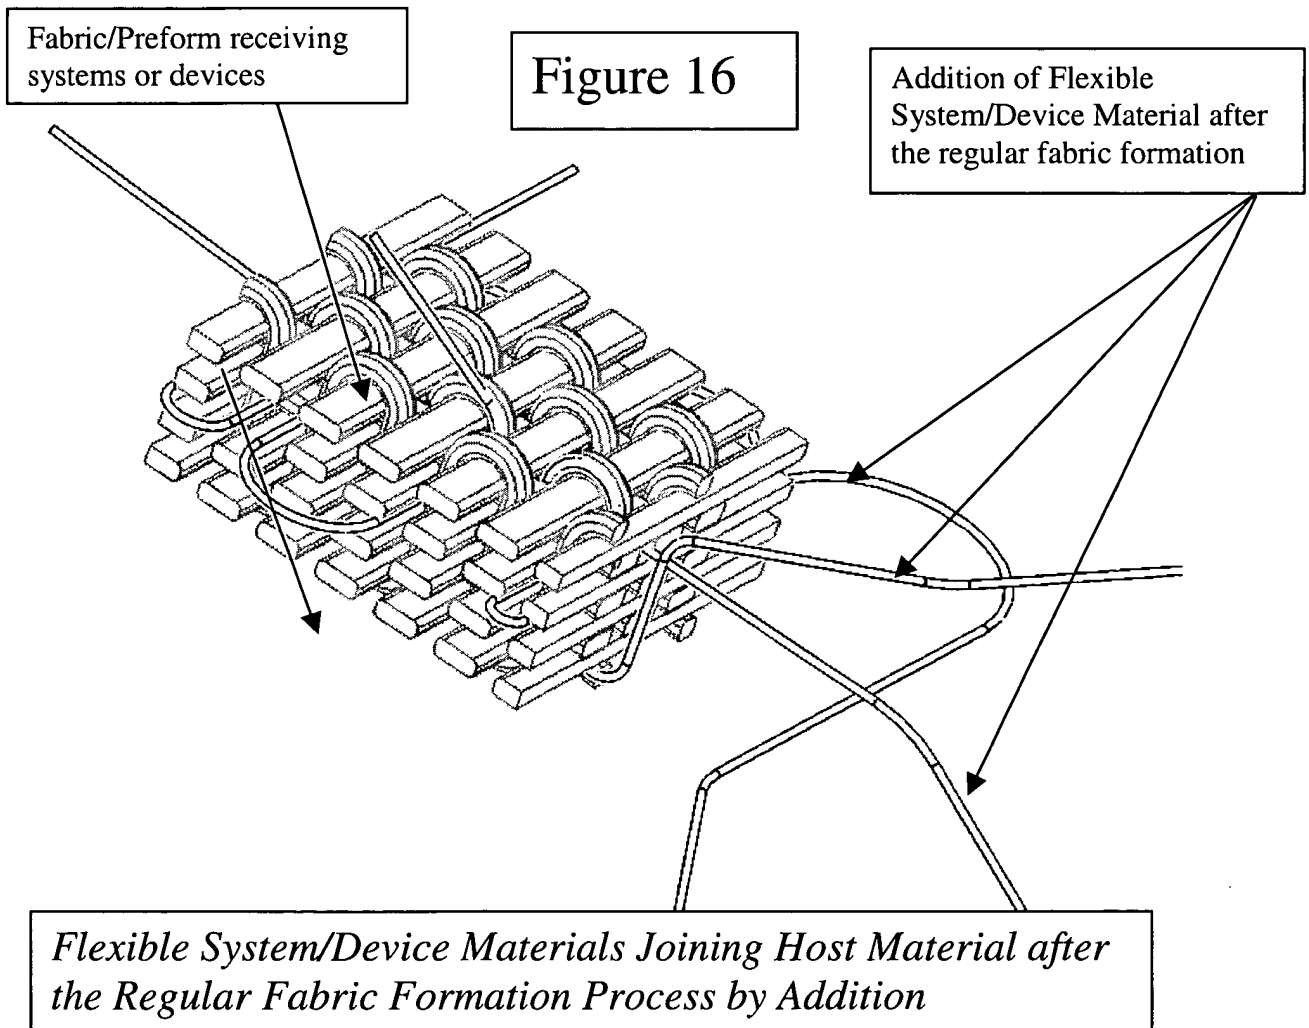 Fabric/Preform receiving
systems or devices
Figure 16
Addition of Flexible
System/Device Material after
the regular fabric formation
Flexible System/Device Materials Joining Host Material after
the Regular Fabric Formation Process by Addition